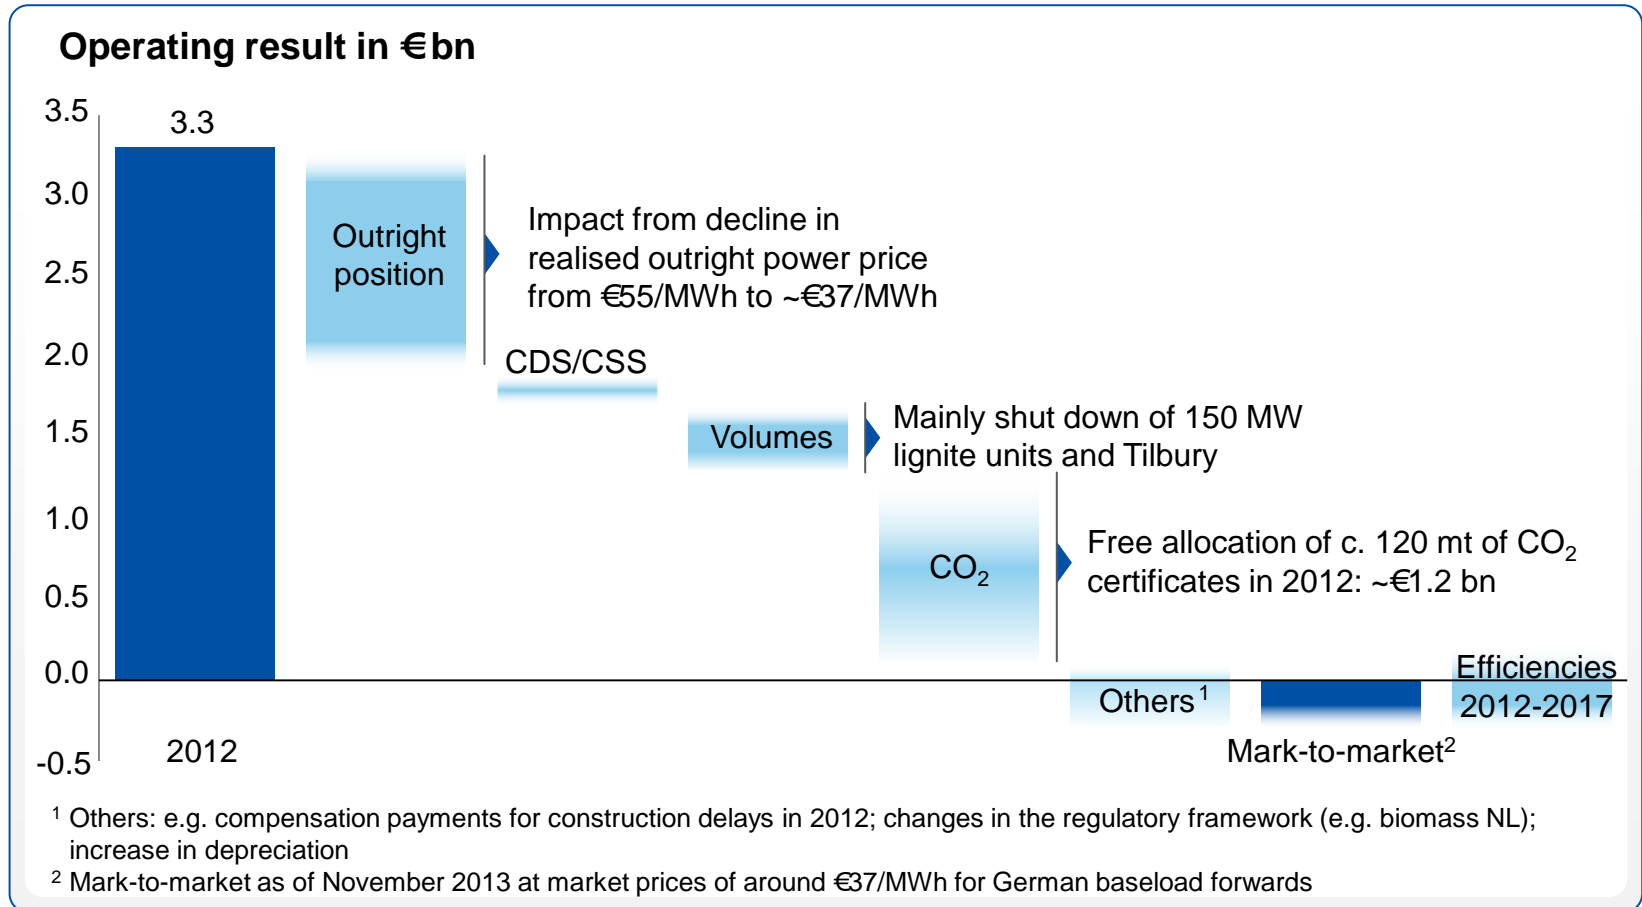 Operating result in €bn
3.5
3.0
2.5
2.0
1.5
1.0
0.5
0.0
-0.5
3.3
2012
Outright
position
Impact from decline in
realised outright power price
from €55/MWh to ~€37/MWh
CDS/CSS
Volumes
Mainly shut down of 150 MW
lignite units and Tilbury
CO₂
Free allocation of c. 120 mt of CO₂
certificates in 2012: ~€1.2 bn
Others¹
Mark-to-market²
Efficiencies
2012-2017
¹ Others: e.g. compensation payments for construction delays in 2012; changes in the regulatory framework (e.g. biomass NL);
increase in depreciation
² Mark-to-market as of November 2013 at market prices of around €37/MWh for German baseload forwards